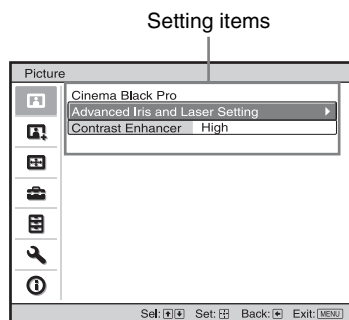 Setting items
Picture
Cinema Black Pro
Advanced Iris and Laser Setting
Contrast Enhancer High
Sel: Set: Back: Exit: MENU